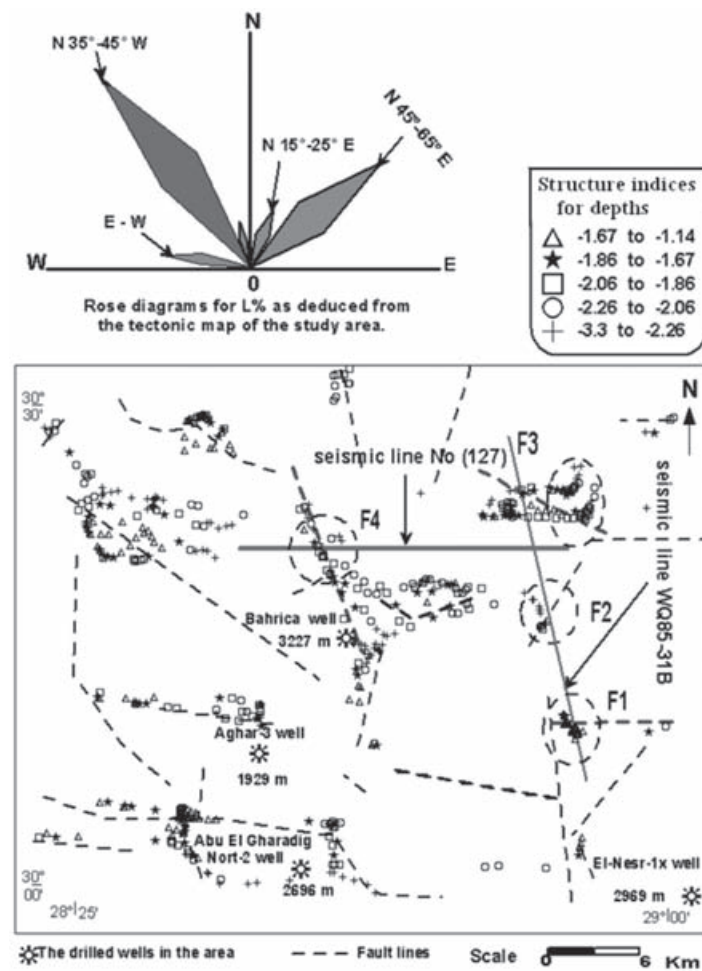 N
N 35°-45° W
N 45°-65° E
N 15°-25° E
E - W
W
E
0
Rose diagrams for L% as deduced from
the tectonic map of the study area.
Structure indices
for depths
-1.67 to -1.14
-1.86 to -1.67
-2.06 to -1.86
-2.26 to -2.06
-3.3 to -2.26
30°
30
N
F3
seismic line No (127)
F4
seismic line WQ85-31B
Bahrica well
3227 m
F2
F1
Aghar-3 well
1929 m
Abu El Gharadig
Nort-2 well
2696 m
El-Nesr-1x well
2969 m
30°
00
28°25
29°00
The drilled wells in the area
Fault lines
Scale
0
6
Km